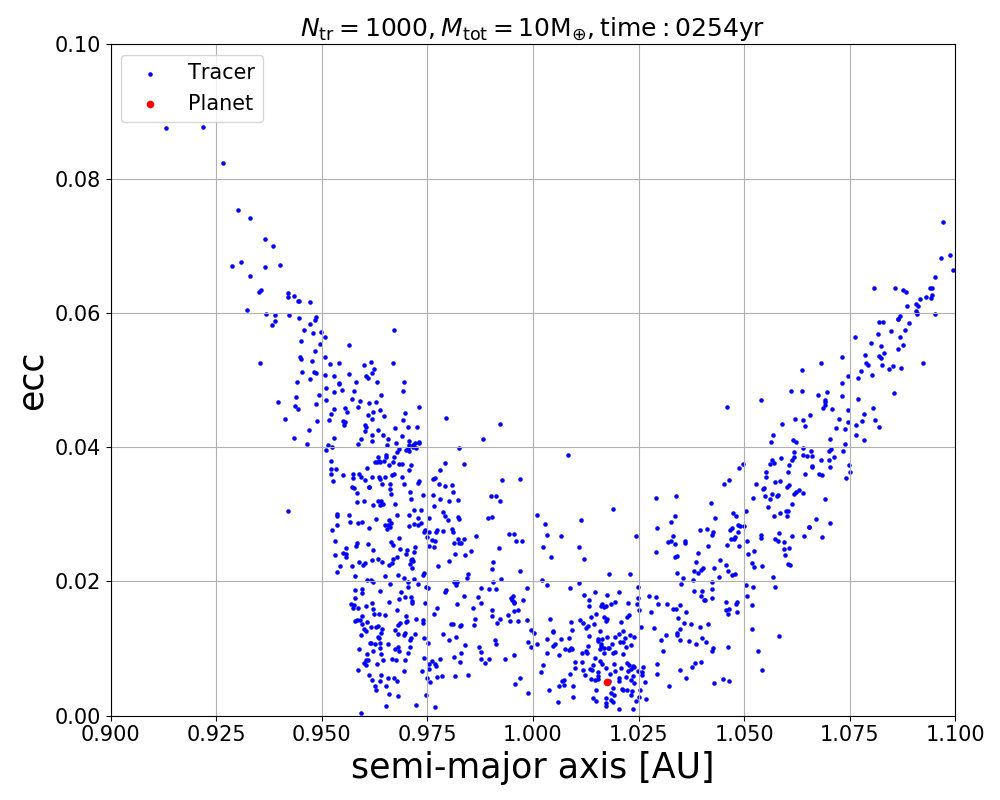 N_tr = 1000, M_tot = 10M_⊕, time : 0254yr
0.10
Tracer
Planet
0.08
0.06
ecc
0.04
0.02
0.00
0.900 0.925 0.950 0.975 1.000 1.025 1.050 1.075 1.100
semi-major axis [AU]